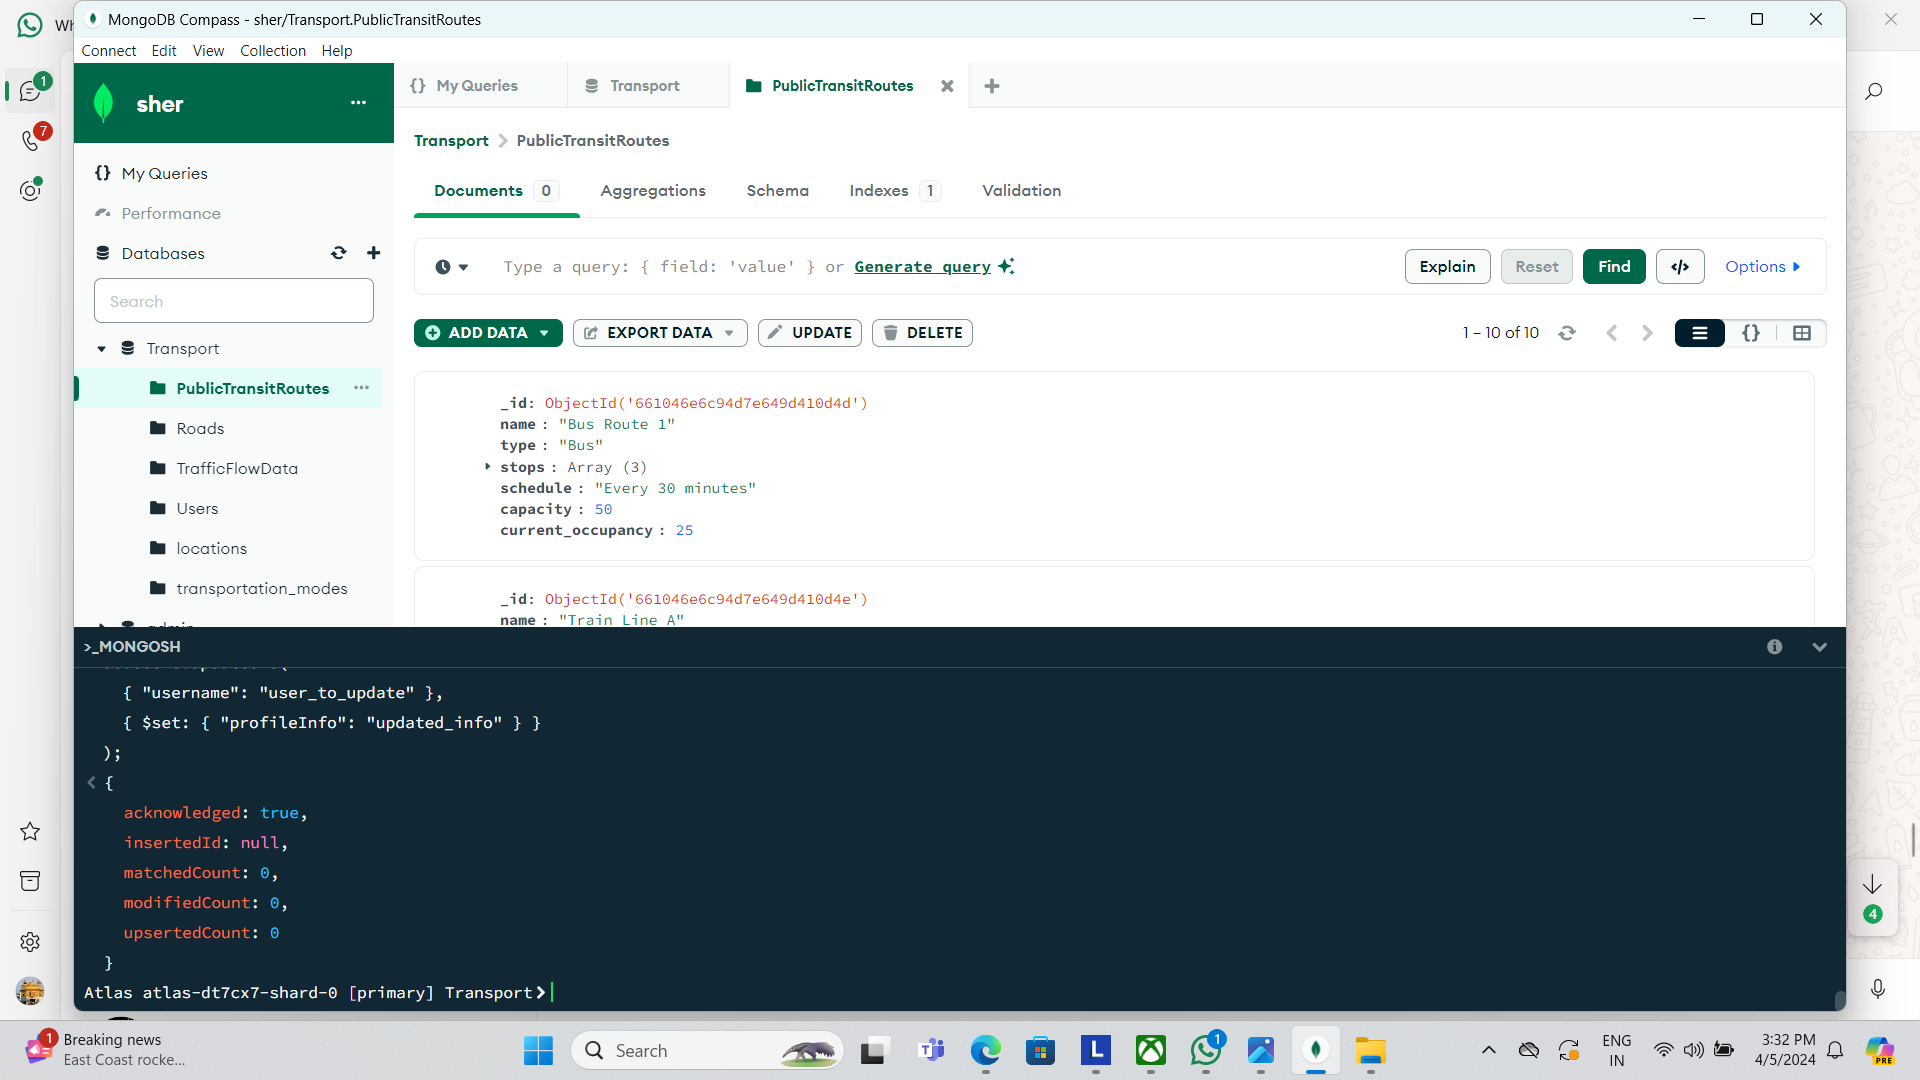 Wh
MongoDB Compass - sher/Transport.PublicTransitRoutes
Connect Edit View Collection Help
1
7
sher
My Queries
Performance
Databases
Search
Transport
PublicTransitRoutes
Roads
TrafficFlowData
Users
locations
transportation_modes
admin
{} My Queries
Transport
PublicTransitRoutes
Transport > PublicTransitRoutes
Documents 0 Aggregations Schema Indexes 1 Validation
Type a query: { field: 'value' } or Generate query
Explain Reset Find </> Options
ADD DATA EXPORT DATA UPDATE DELETE
1 – 10 of 10
_id: ObjectId('661046e6c94d7e649d410d4d')
name : "Bus Route 1"
type : "Bus"
stops : Array (3)
schedule : "Every 30 minutes"
capacity : 50
current_occupancy : 25
_id: ObjectId('661046e6c94d7e649d410d4e')
name : "Train Line A"
>_MONGOSH
{ "username": "user_to_update" },
{ $set: { "profileInfo": "updated_info" } }
);
< {
acknowledged: true,
insertedId: null,
matchedCount: 0,
modifiedCount: 0,
upsertedCount: 0
}
Atlas atlas-dt7cx7-shard-0 [primary] Transport>
4
1
Breaking news
East Coast rocke...
Search
L
1
ENG
IN
3:32 PM
4/5/2024
PRE